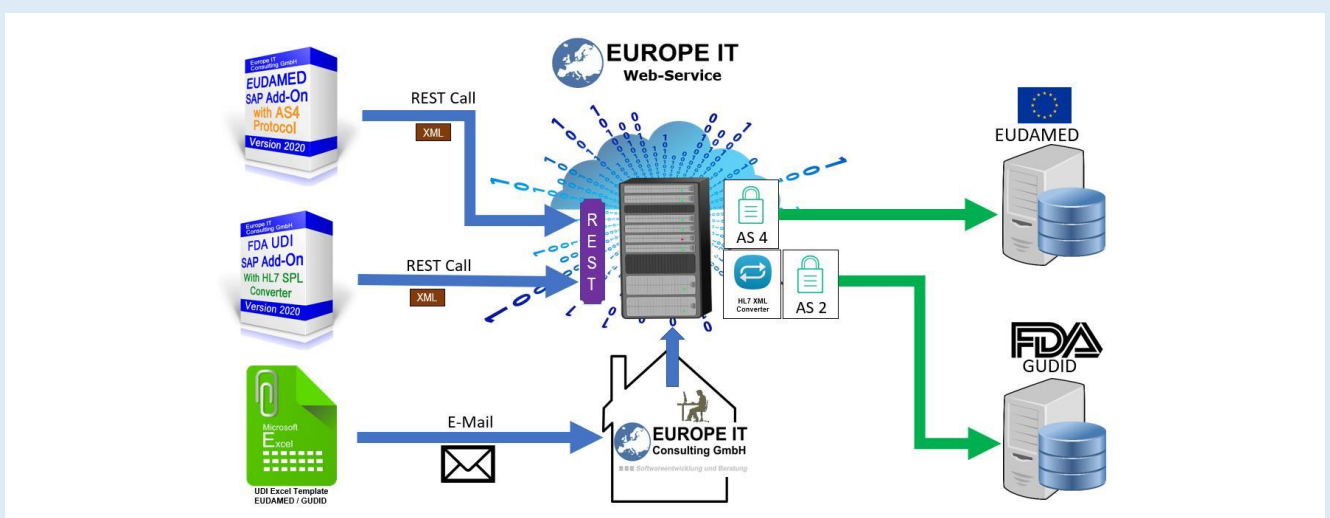 EUROPE IT
Web-Service
Europe IT
Consulting GmbH
EUDAMED
SAP Add-On
with AS4
Protocol
Version 2020
REST Call
XML
EUDAMED
Europe IT
Consulting GmbH
FDA UDI
SAP Add-On
With HL7 SPL
Converter
Version 2020
REST Call
XML
REST
AS 4
HL7 XML
Converter
AS 2
FDA
GUDID
Microsoft
Excel
UDI Excel Template
EUDAMED / GUDID
E-Mail
EUROPE IT
Consulting GmbH
Softwareentwicklung und Beratung